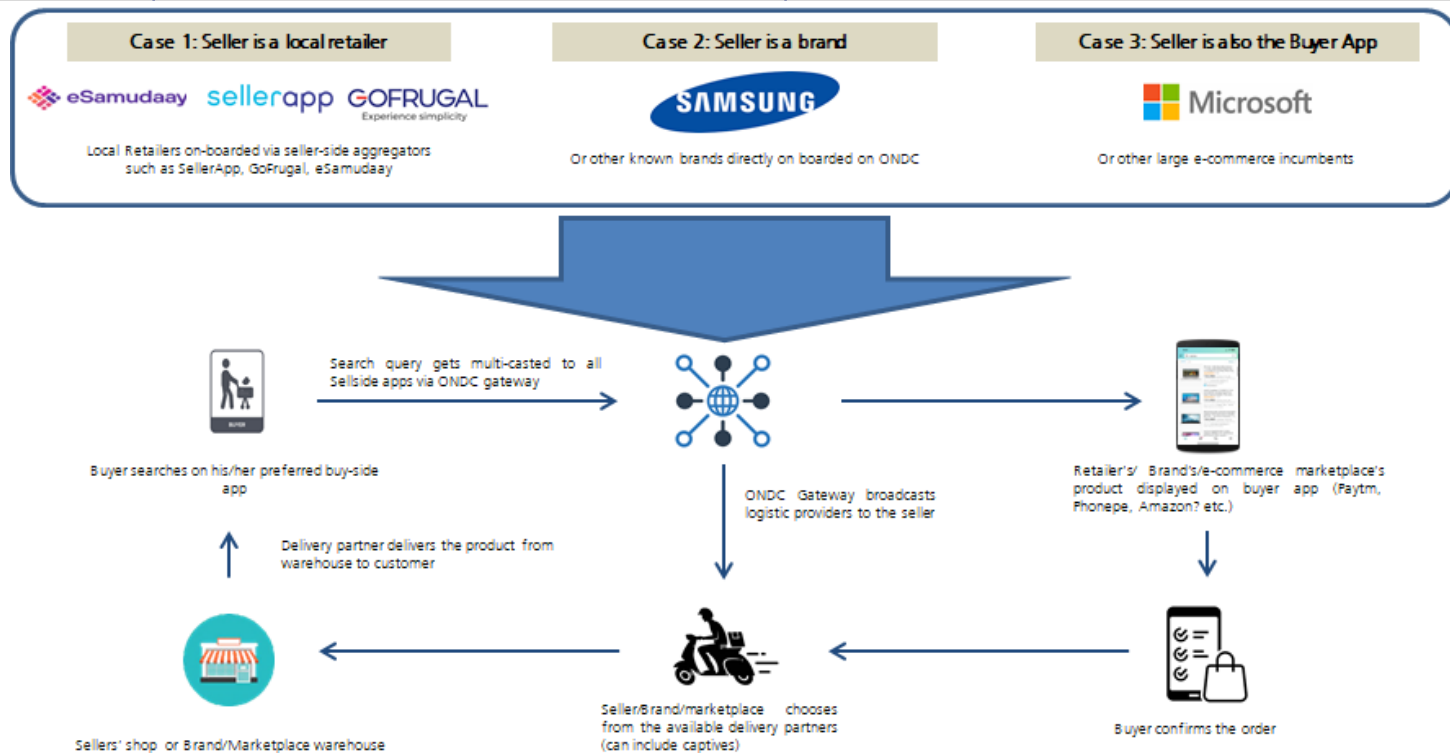 Case 1: Seller is a local retailer
Case 2: Seller is a brand
Case 3: Seller is also the Buyer App
eSamudaay
sellerapp
GOFRUGAL
Experience simplicity
SAMSUNG
Microsoft
Local Retailers on-boarded via seller-side aggregators
such as SellerApp, GoFrugal, eSamudaay
Or other known brands directly on boarded on ONDC
Or other large e-commerce incumbents
Search query gets multi-casted to all
Sellside apps via ONDC gateway
BUYER
Buyer searches on his/her preferred buy-side
app
Retailer's/ Brand's/e-commerce marketplace's
product displayed on buyer app (Paytm,
Phonepe, Amazon? etc.)
ONDC Gateway broadcasts
logistic providers to the seller
Delivery partner delivers the product from
warehouse to customer
Sellers' shop or Brand/Marketplace warehouse
Seller/Brand/marketplace chooses
from the available delivery partners
(can include captives)
Buyer confirms the order